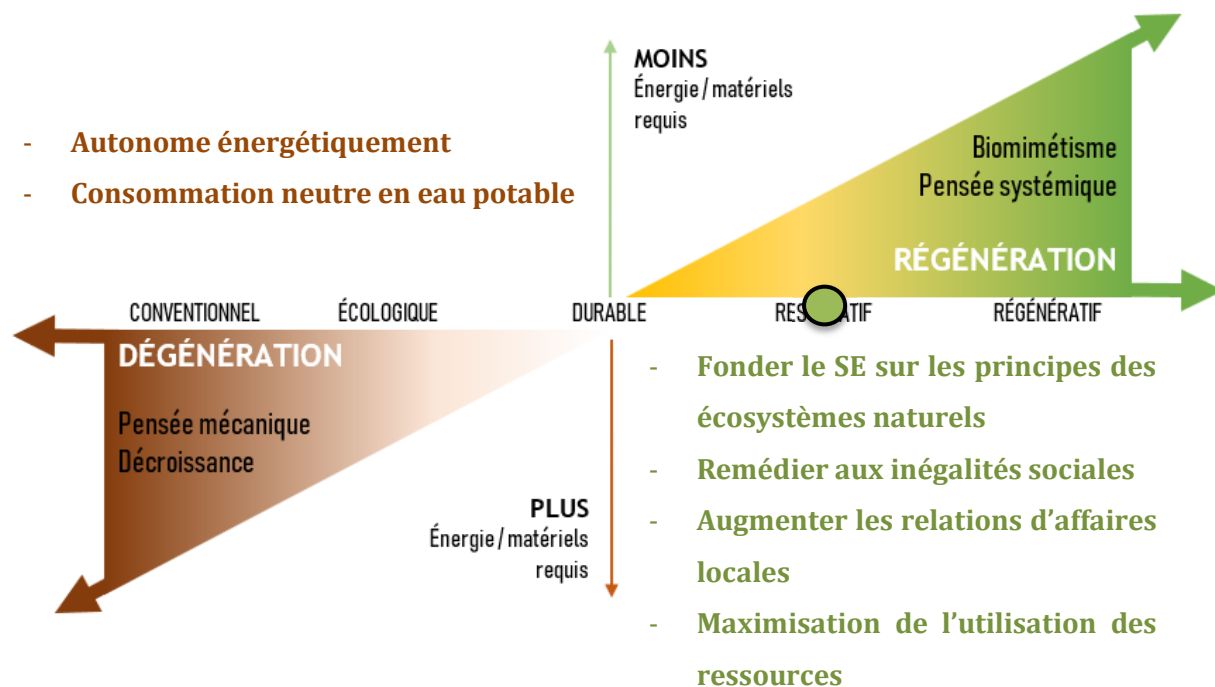 MOINS
Énergie / matériels
requis
- Autonome énergétiquement
- Consommation neutre en eau potable
Biomimétisme
Pensée systémique
RÉGÉNÉRATION
CONVENTIONNEL ÉCOLOGIQUE DURABLE RES ATIF RÉGÉNÉRATIF
DÉGÉNÉRATION
Pensée mécanique
Décroissance
PLUS
Énergie / matériels
requis
- Fonder le SE sur les principes des
écosystèmes naturels
- Remédier aux inégalités sociales
- Augmenter les relations d’affaires
locales
- Maximisation de l’utilisation des
ressources